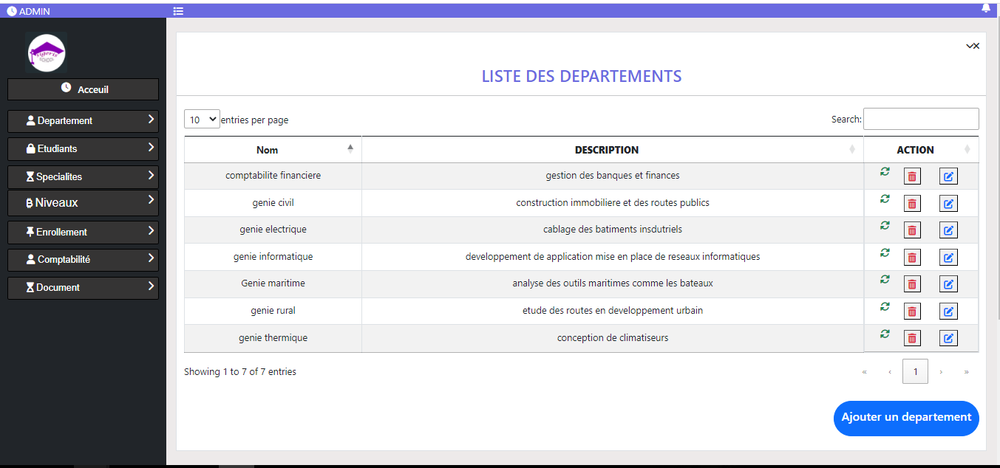 ADMIN
Acceuil
Departement
Etudiants
Specialites
Niveaux
Enrollement
Comptabilité
Document
LISTE DES DEPARTEMENTS
10 entries per page
Search:
Nom DESCRIPTION ACTION
comptabilite financiere gestion des banques et finances
genie civil construction immobiliere et des routes publics
genie electrique cablage des batiments insdutriels
genie informatique developpement de application mise en place de reseaux informatiques
Genie maritime analyse des outils maritimes comme les bateaux
genie rural etude des routes en developpement urbain
genie thermique conception de climatiseurs
Showing 1 to 7 of 7 entries
« ‹ 1 › »
Ajouter un departement